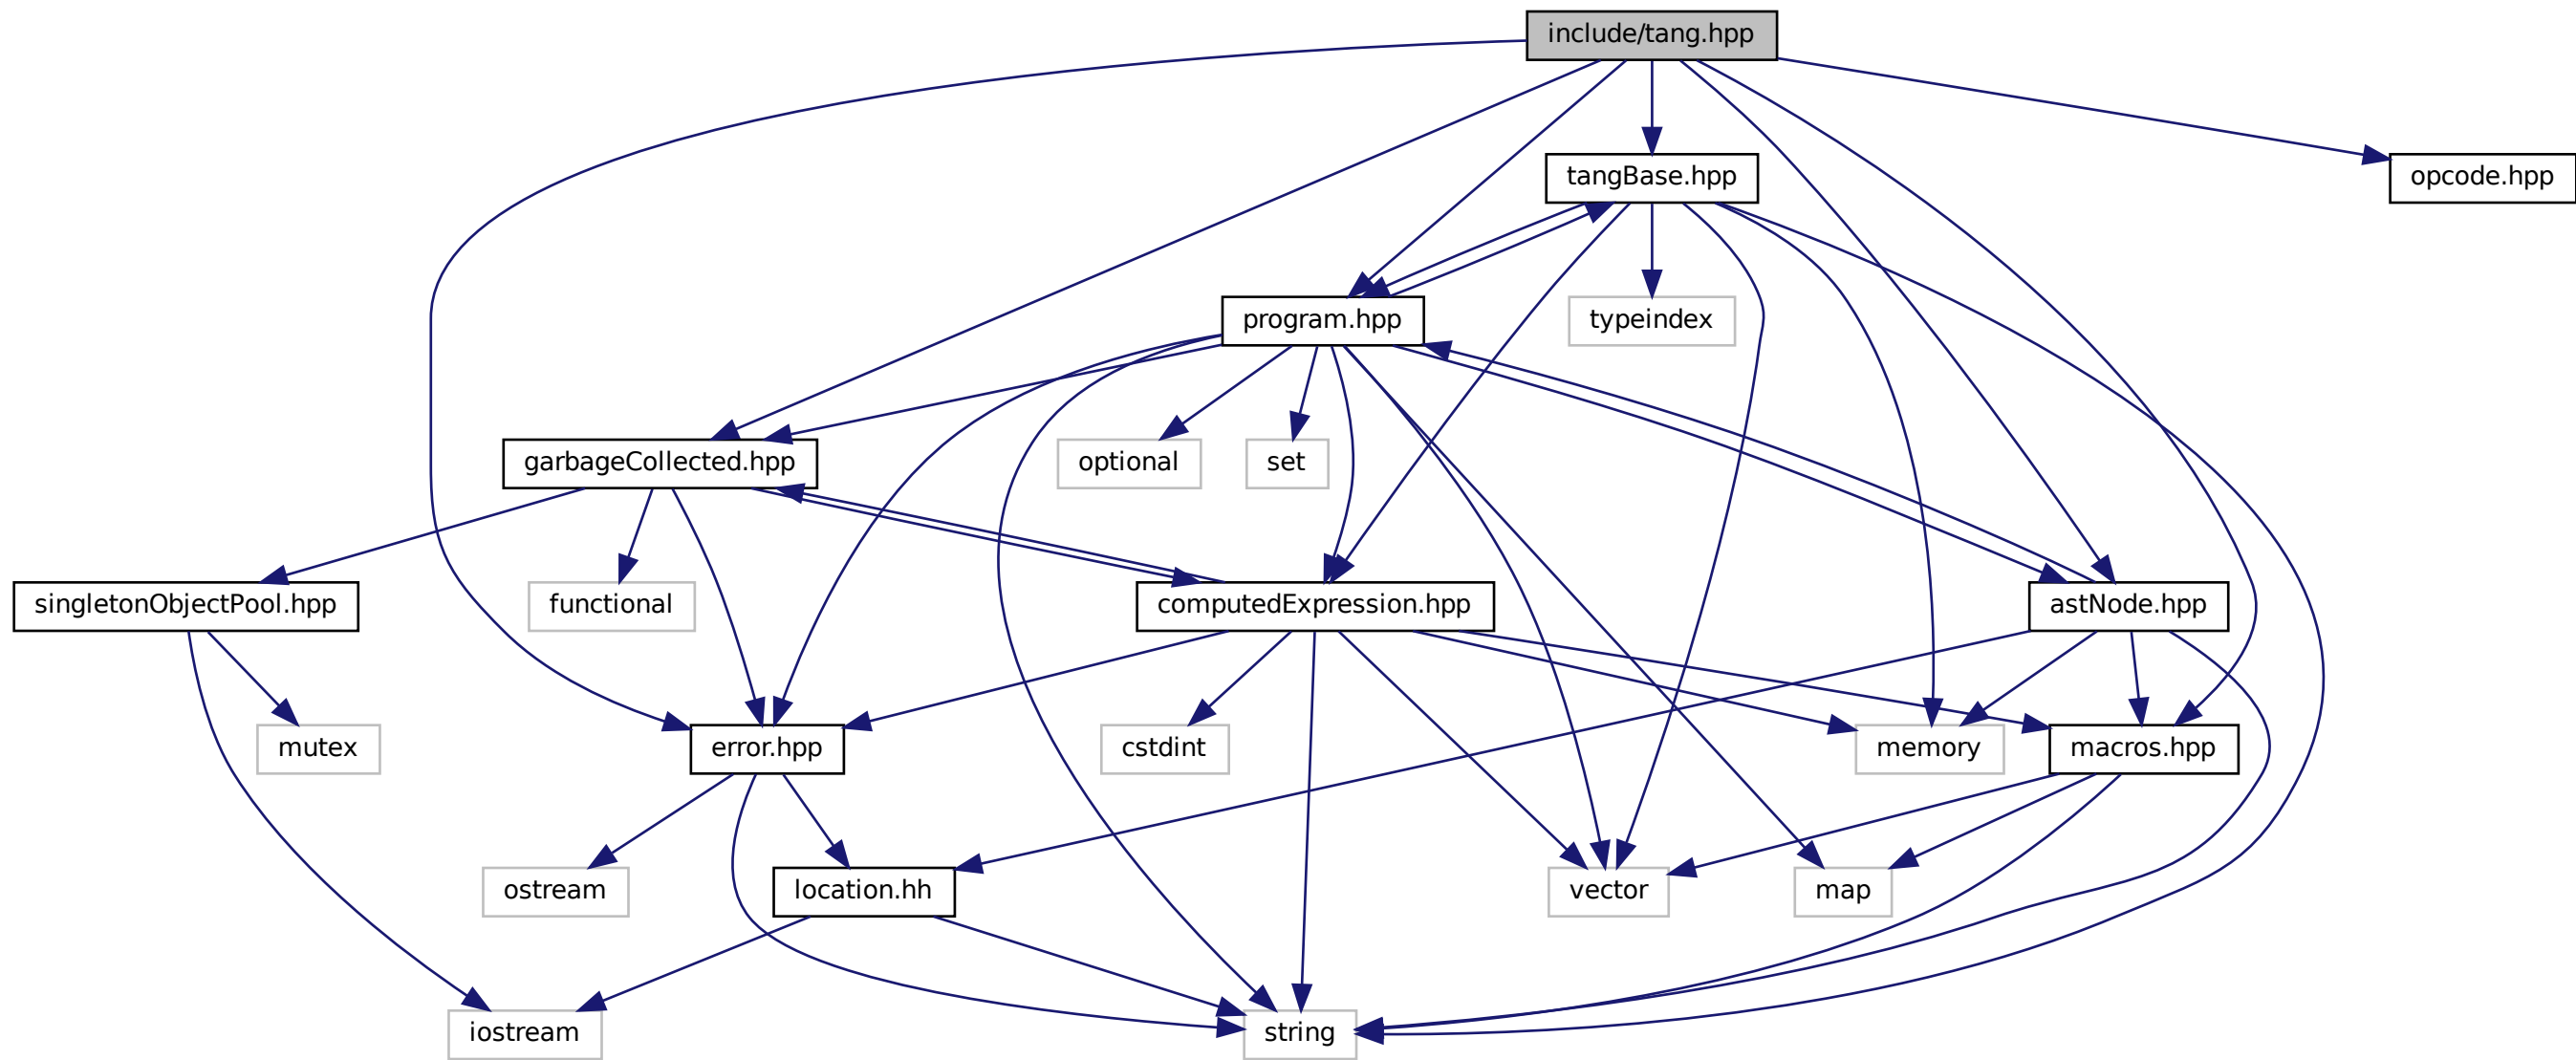 include/tang.hpp
tangBase.hpp
opcode.hpp
program.hpp
typeindex
garbageCollected.hpp
optional
set
singletonObjectPool.hpp
functional
computedExpression.hpp
astNode.hpp
mutex
error.hpp
cstdint
memory
macros.hpp
ostream
location.hh
vector
map
iostream
string